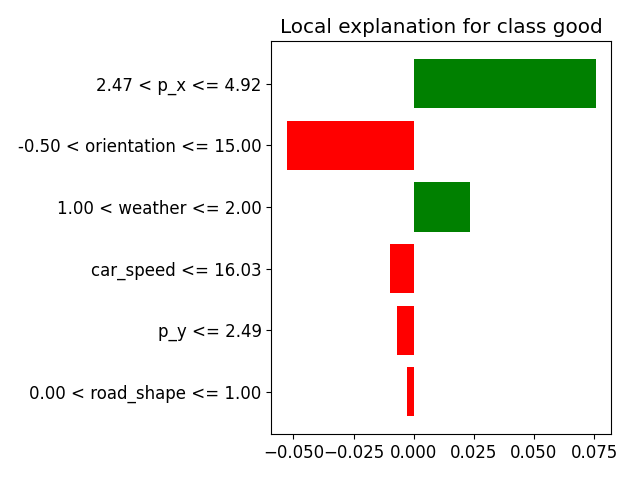 Local explanation for class good
2.47 < p_x <= 4.92
-0.50 < orientation <= 15.00
1.00 < weather <= 2.00
car_speed <= 16.03
p_y <= 2.49
0.00 < road_shape <= 1.00
−0.050 −0.025 0.000 0.025 0.050 0.075